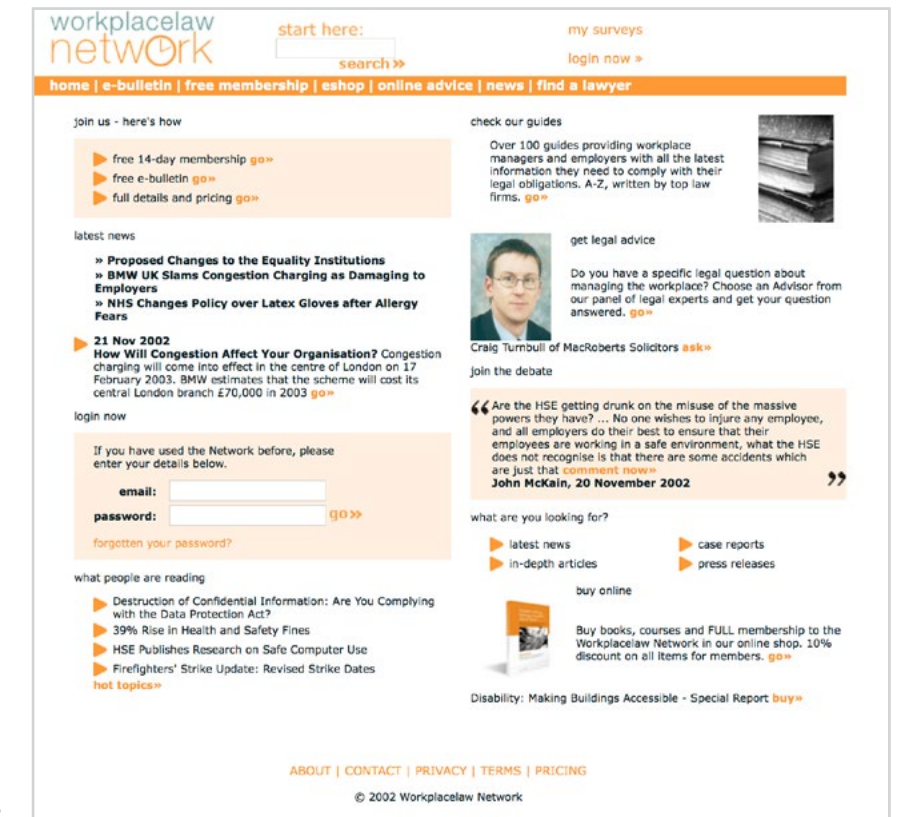 workplacelaw
network
start here:
search »
my surveys
login now »
home | e-bulletin | free membership | eshop | online advice | news | find a lawyer
join us - here's how
free 14-day membership go»
free e-bulletin go»
full details and pricing go»
latest news
» Proposed Changes to the Equality Institutions
» BMW UK Slams Congestion Charging as Damaging to
Employers
» NHS Changes Policy over Latex Gloves after Allergy
Fears
21 Nov 2002
How Will Congestion Affect Your Organisation? Congestion
charging will come into effect in the centre of London on 17
February 2003. BMW estimates that the scheme will cost its
central London branch £70,000 in 2003 go»
login now
If you have used the Network before, please
enter your details below.
email:
password: go»
forgotten your password?
what people are reading
Destruction of Confidential Information: Are You Complying
with the Data Protection Act?
39% Rise in Health and Safety Fines
HSE Publishes Research on Safe Computer Use
Firefighters' Strike Update: Revised Strike Dates
hot topics»
check our guides
Over 100 guides providing workplace
managers and employers with all the latest
information they need to comply with their
legal obligations. A-Z, written by top law
firms. go»
get legal advice
Do you have a specific legal question about
managing the workplace? Choose an Advisor from
our panel of legal experts and get your question
answered. go»
Craig Turnbull of MacRoberts Solicitors ask»
join the debate
“Are the HSE getting drunk on the misuse of the massive
powers they have? ... No one wishes to injure any employee,
and all employers do their best to ensure that their
employees are working in a safe environment, what the HSE
does not recognise is that there are some accidents which
are just that comment now»
John McKain, 20 November 2002 ”
what are you looking for?
latest news
case reports
in-depth articles
press releases
buy online
Buy books, courses and FULL membership to the
Workplacelaw Network in our online shop. 10%
discount on all items for members. go»
Disability: Making Buildings Accessible - Special Report buy»
ABOUT | CONTACT | PRIVACY | TERMS | PRICING
© 2002 Workplacelaw Network